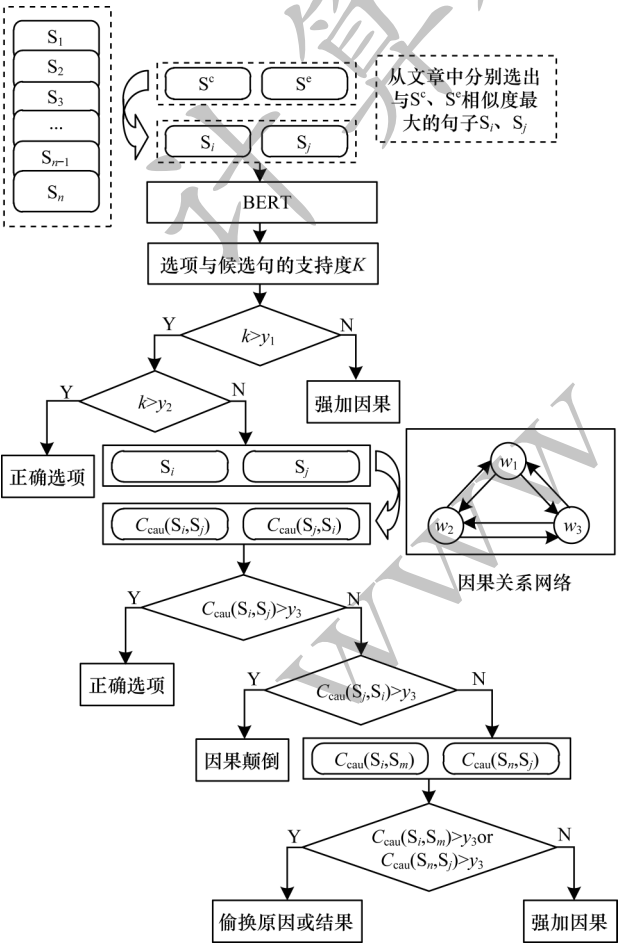 S1
S2
S3
...
Sn-1
Sn
Sc
Se
Si
Sj
从文章中分别选出
与Sc、Se相似度最
大的句子Si、Sj
BERT
选项与候选句的支持度K
Y
k>y1
N
Y
k>y2
N
强加因果
正确选项
Si
Sj
Ccau(Si,Sj)
Ccau(Sj,Si)
w1
w2
w3
因果关系网络
Y
Ccau(Si,Sj)>y3
N
正确选项
Y
Ccau(Sj,Si)>y3
N
因果颠倒
Ccau(Si,Sm)
Ccau(Sn,Sj)
Y
Ccau(Si,Sm)>y3or
Ccau(Sn,Sj)>y3
N
偷换原因或结果
强加因果
计算
www